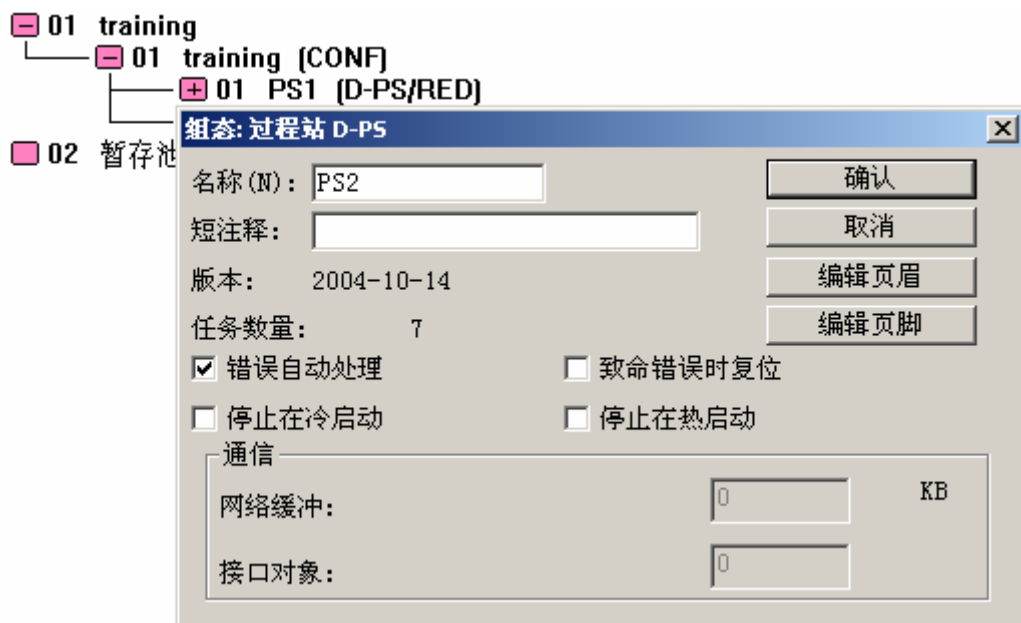 01 training
01 training (CONF)
01 PS1 (D-PS/RED)
组态: 过程站 D-PS
02 暂存池
名称(N): PS2
确认
短注释:
取消
版本: 2004-10-14
编辑页眉
任务数量: 7
编辑页脚
错误自动处理
致命错误时复位
停止在冷启动
停止在热启动
通信
网络缓冲: 0 KB
接口对象: 0